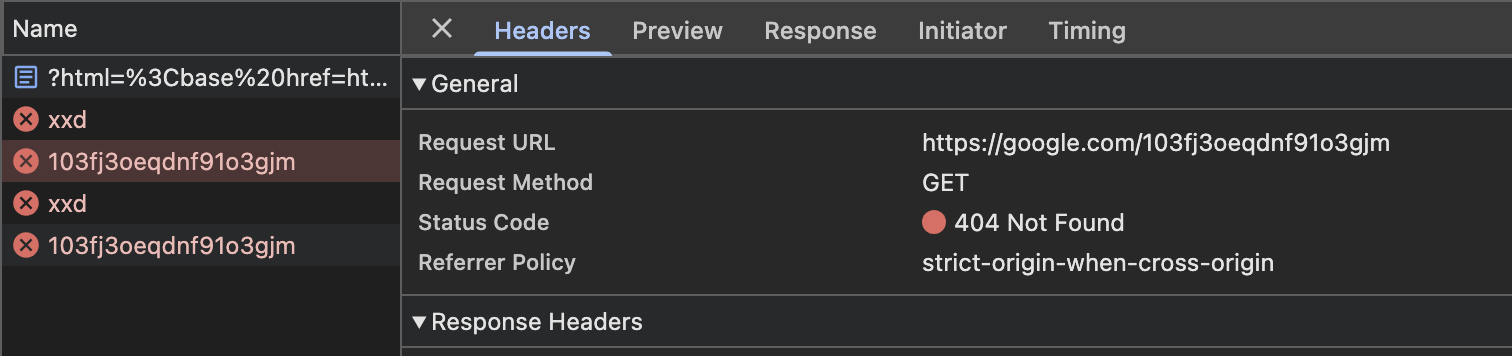 Name
?html=%3Cbase%20href=ht...
xxd
103fj3oeqdnf91o3gjm
xxd
103fj3oeqdnf91o3gjm
Headers Preview Response Initiator Timing
General
Request URL https://google.com/103fj3oeqdnf91o3gjm
Request Method GET
Status Code 404 Not Found
Referrer Policy strict-origin-when-cross-origin
Response Headers